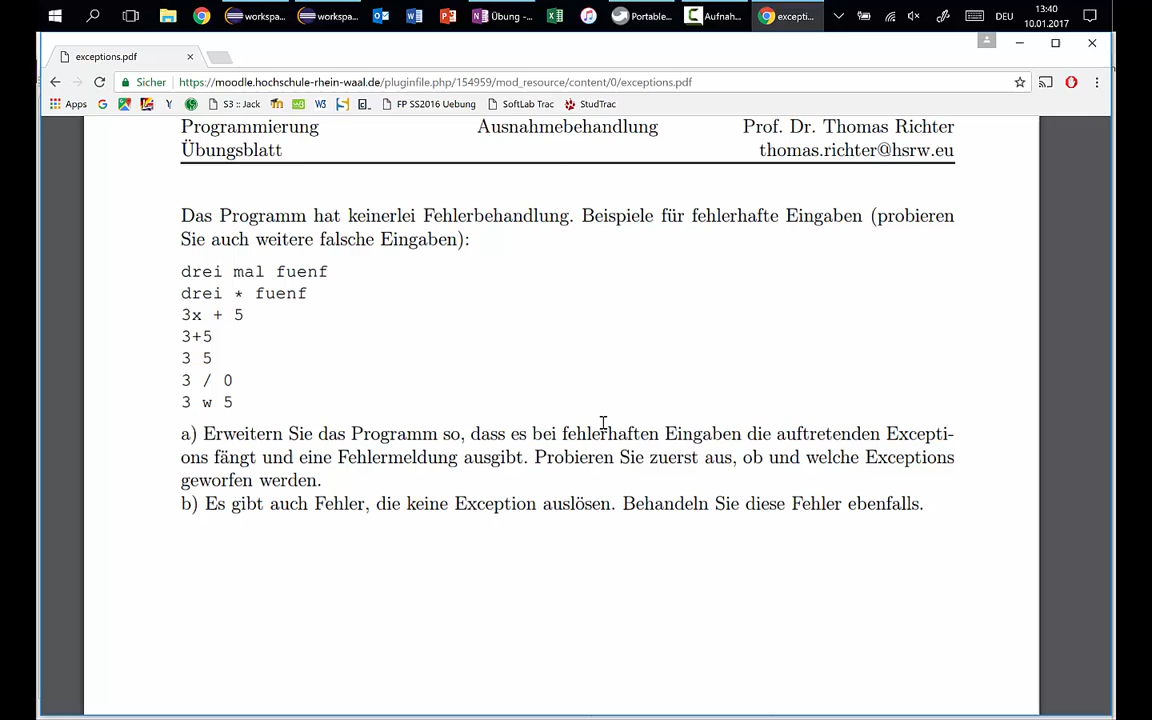 workspa...
workspa...
Übung -...
Portable...
Aufnah...
excepti...
DEU
13:40
10.01.2017
exceptions.pdf
Sicher
https://moodle.hochschule-rhein-waal.de/pluginfile.php/154959/mod_resource/content/0/exceptions.pdf
Apps
S3 :: Jack
FP SS2016 Uebung
SoftLab Trac
StudTrac
Programmierung Ausnahmebehandlung Prof. Dr. Thomas Richter
Übungsblatt thomas.richter@hsrw.eu
Das Programm hat keinerlei Fehlerbehandlung. Beispiele für fehlerhafte Eingaben (probieren
Sie auch weitere falsche Eingaben):
drei mal fuenf
drei * fuenf
3x + 5
3+5
3 5
3 / 0
3 w 5
a) Erweitern Sie das Programm so, dass es bei fehlerhaften Eingaben die auftretenden Excepti-
ons fängt und eine Fehlermeldung ausgibt. Probieren Sie zuerst aus, ob und welche Exceptions
geworfen werden.
b) Es gibt auch Fehler, die keine Exception auslösen. Behandeln Sie diese Fehler ebenfalls.